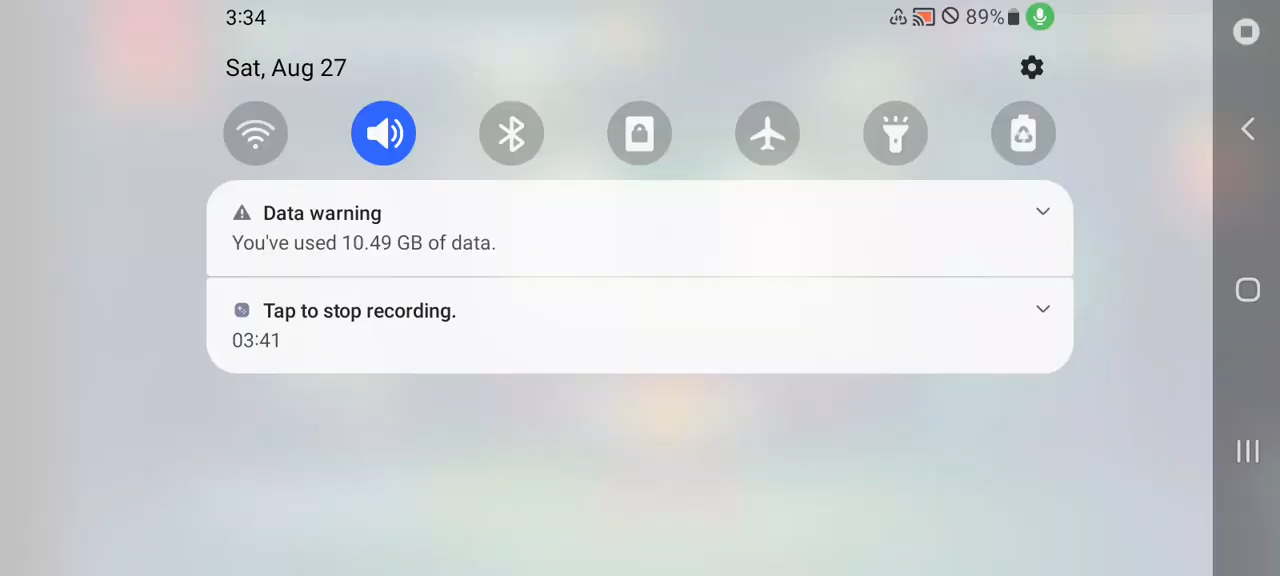 3:34
89%
Sat, Aug 27
Data warning
You've used 10.49 GB of data.
Tap to stop recording.
03:41